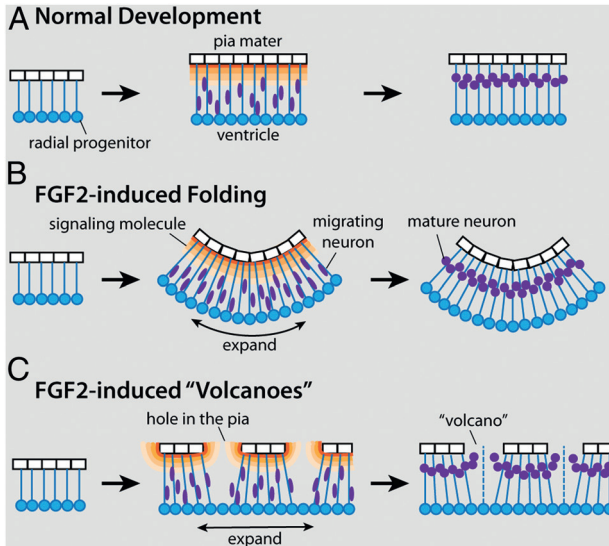 A Normal Development
pia mater
radial progenitor
ventricle
B
FGF2-induced Folding
signaling molecule
migrating
neuron
mature neuron
expand
C
FGF2-induced “Volcanoes”
hole in the pia
“volcano”
expand